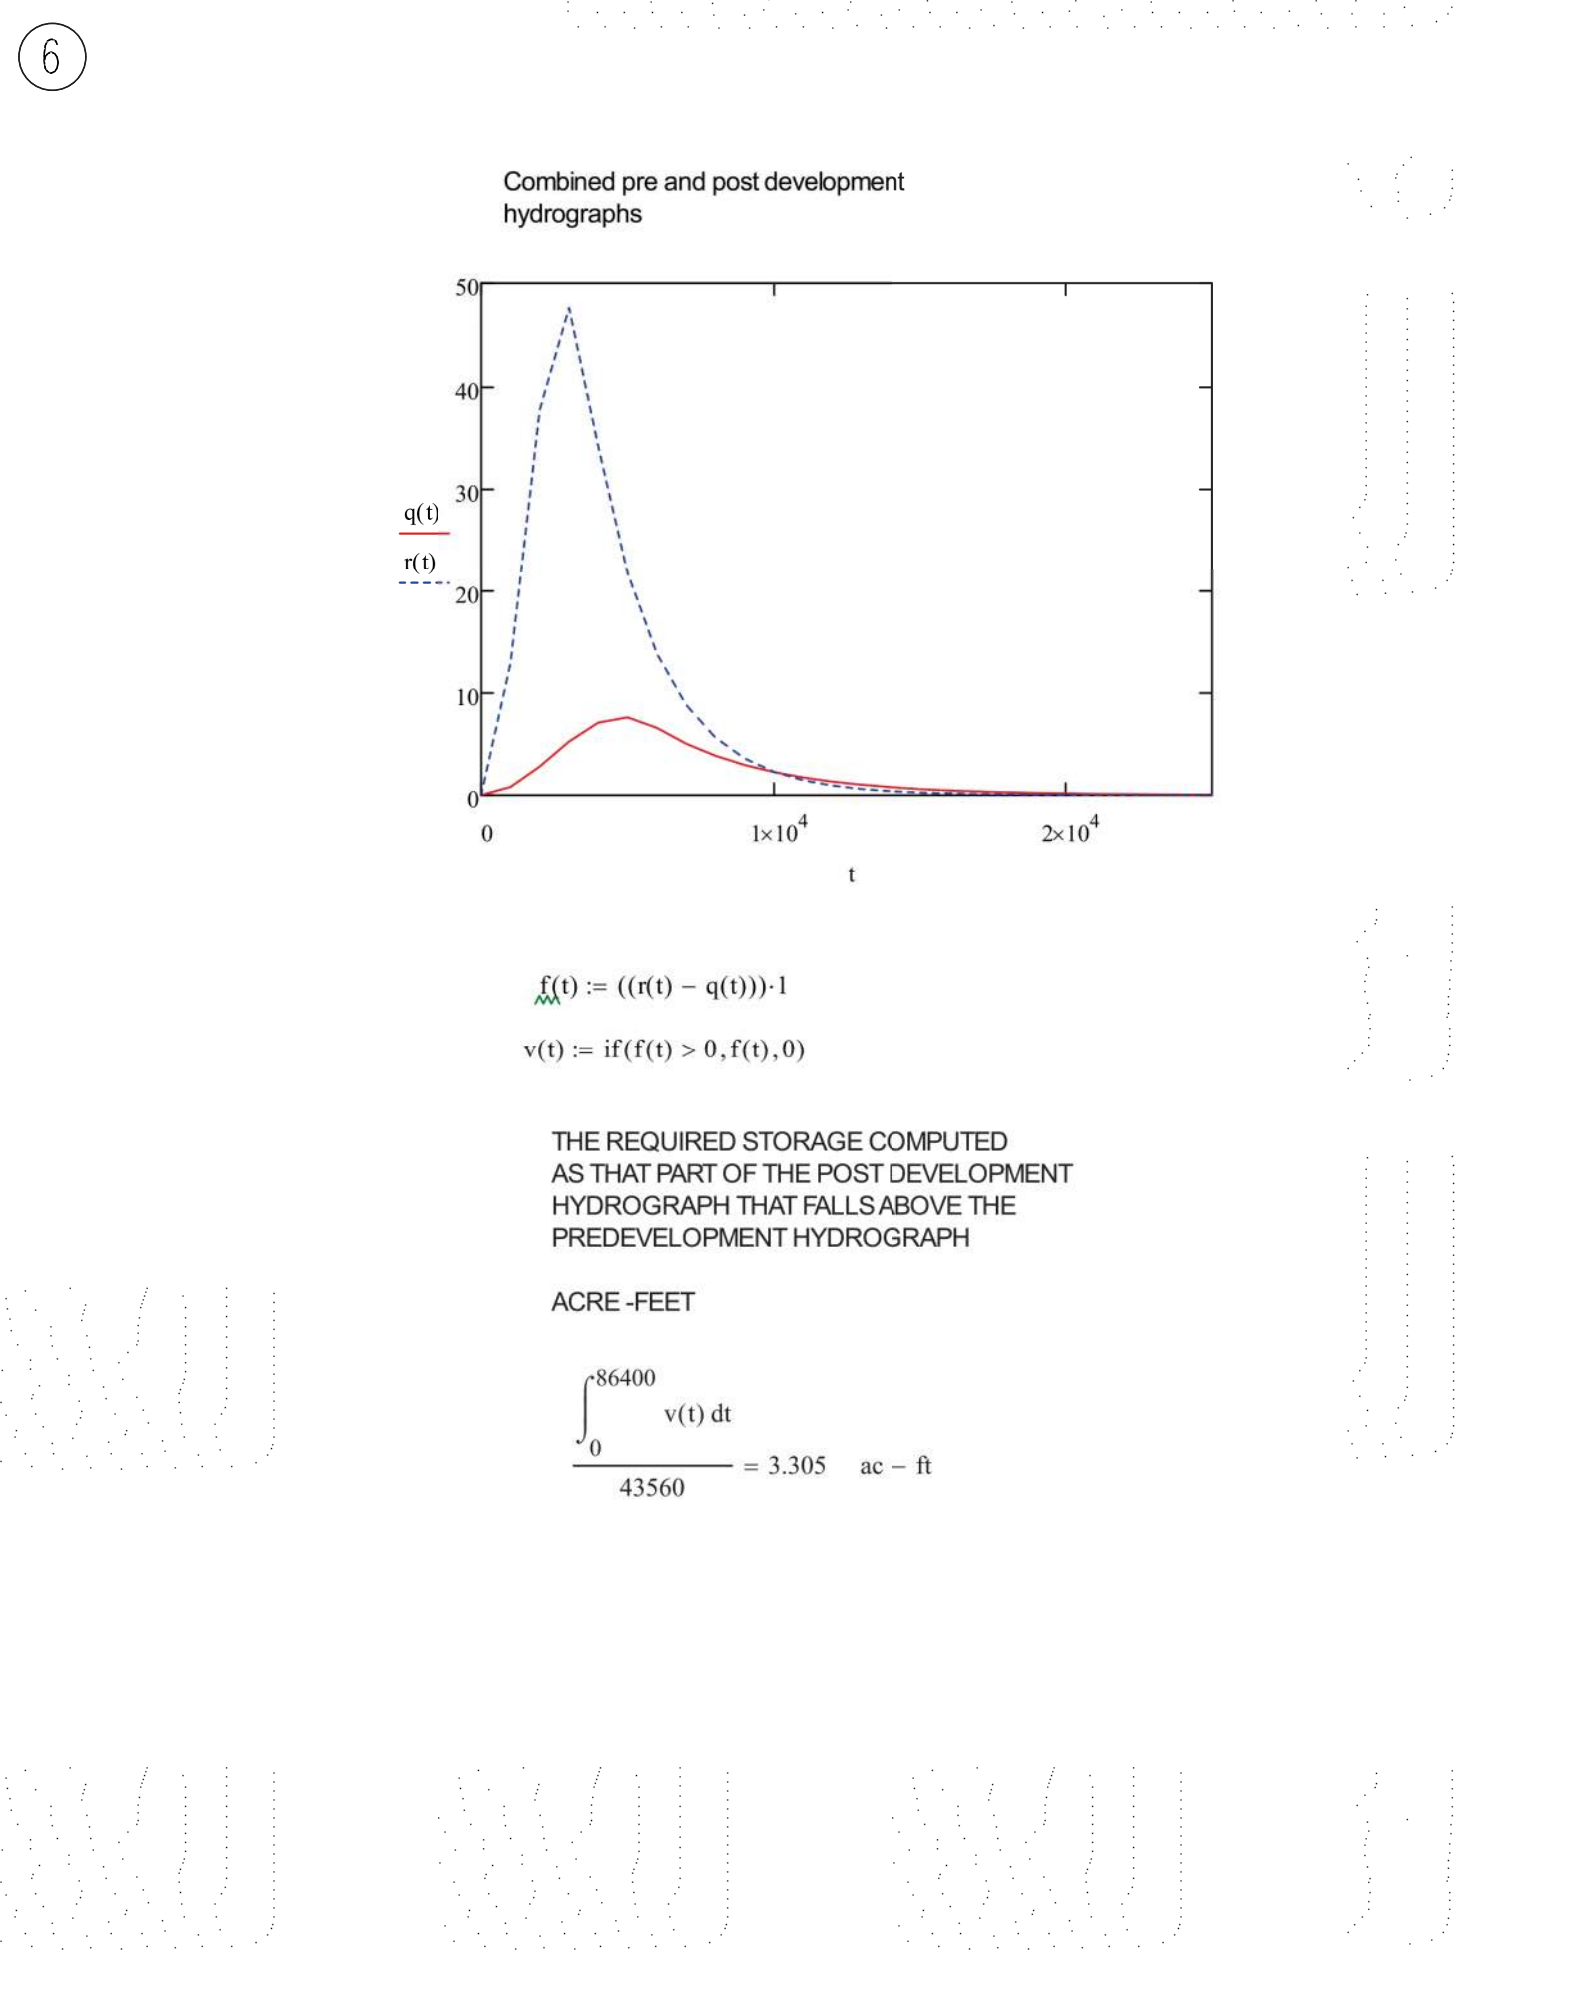 6
Combined pre and post development
hydrographs
50
40
30
20
10
0
q(t)
r(t)
0
1×10^4
2×10^4
t
f(t) := ((r(t) − q(t)))·1
v(t) := if(f(t) > 0, f(t), 0)
THE REQUIRED STORAGE COMPUTED
AS THAT PART OF THE POST DEVELOPMENT
HYDROGRAPH THAT FALLS ABOVE THE
PREDEVELOPMENT HYDROGRAPH
ACRE -FEET
∫
86400
v(t) dt
0
43560
= 3.305 ac − ft